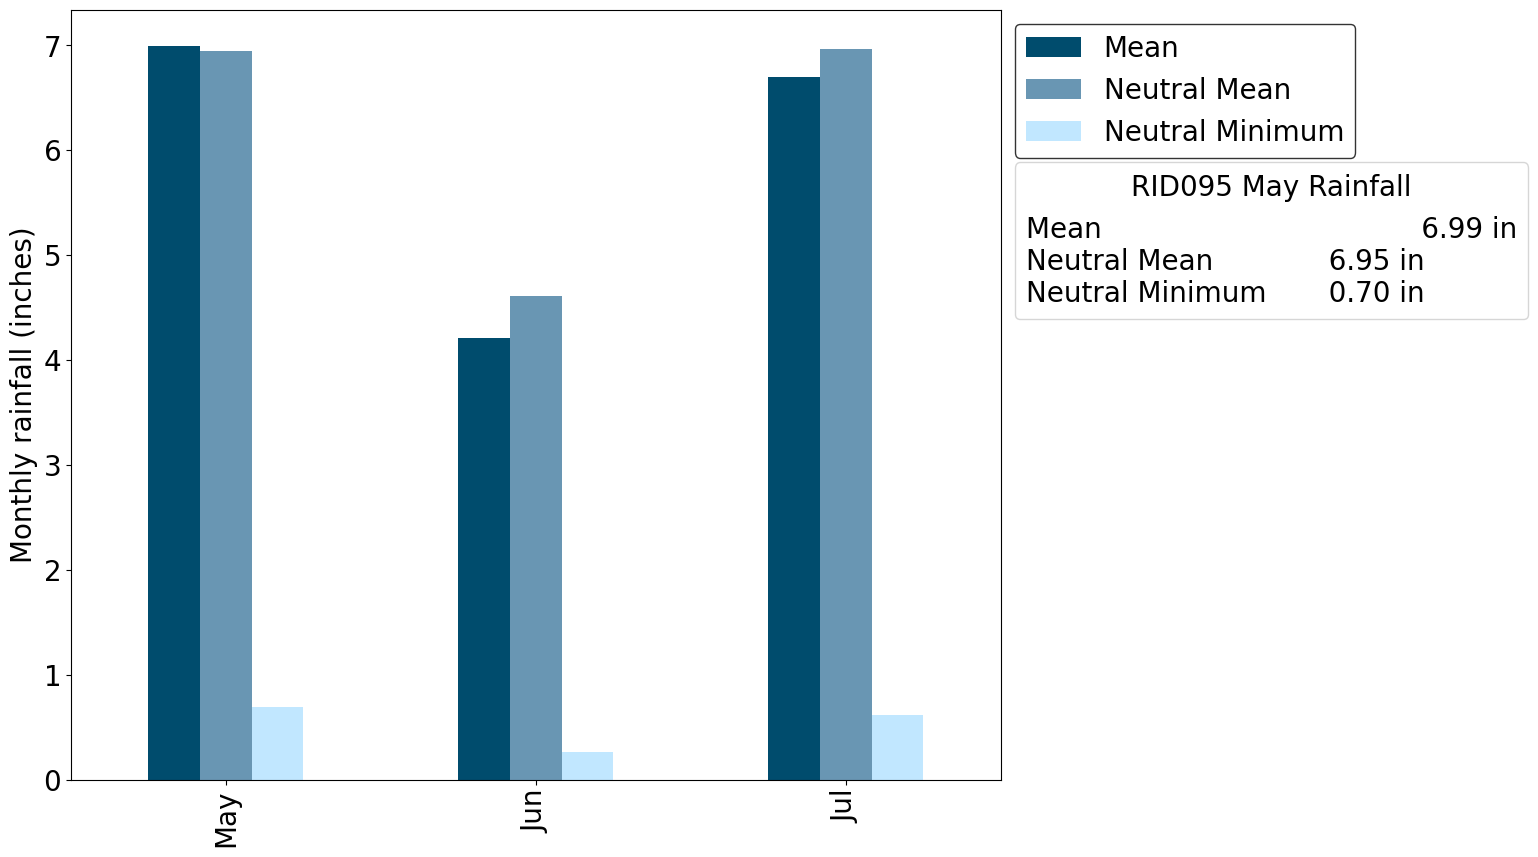 Monthly rainfall (inches)
7
6
5
4
3
2
1
0
May
Jun
Jul
Mean
Neutral Mean
Neutral Minimum
RID095 May Rainfall
Mean 6.99 in
Neutral Mean 6.95 in
Neutral Minimum 0.70 in